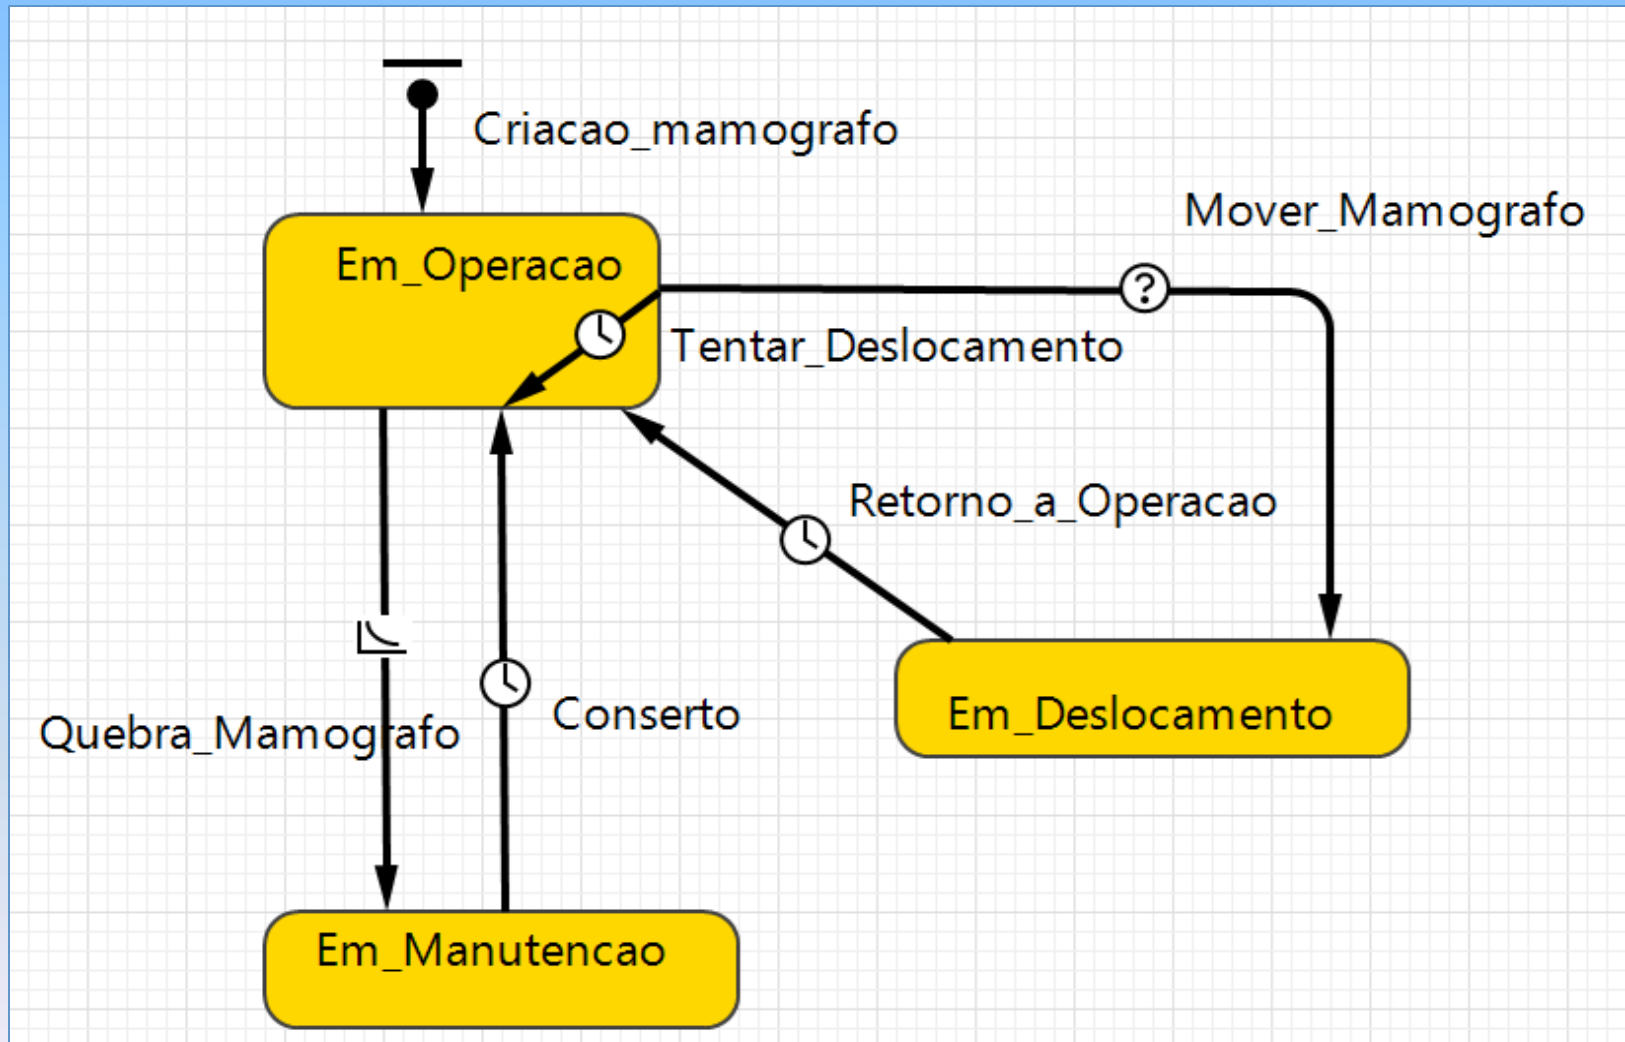 Criacao_mamografo
Mover_Mamografo
Em_Operacao
Tentar_Deslocamento
Retorno_a_Operacao
Conserto
Em_Deslocamento
Quebra_Mamografo
Em_Manutencao